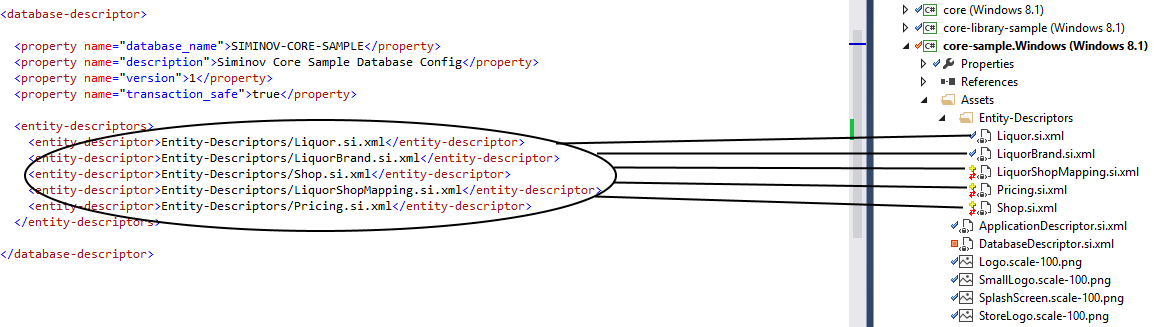 <database-descriptor>
<property name="database_name">SIMINOV-CORE-SAMPLE</property>
<property name="description">Siminov Core Sample Database Config</property>
<property name="version">1</property>
<property name="transaction_safe">true</property>
<entity-descriptors>
<entity-descriptor>Entity-Descriptors/Liquor.si.xml</entity-descriptor>
<entity-descriptor>Entity-Descriptors/LiquorBrand.si.xml</entity-descriptor>
<entity-descriptor>Entity-Descriptors/Shop.si.xml</entity-descriptor>
<entity-descriptor>Entity-Descriptors/LiquorShopMapping.si.xml</entity-descriptor>
<entity-descriptor>Entity-Descriptors/Pricing.si.xml</entity-descriptor>
</entity-descriptors>
</database-descriptor>
core (Windows 8.1)
core-library-sample (Windows 8.1)
core-sample.Windows (Windows 8.1)
Properties
References
Assets
Entity-Descriptors
Liquor.si.xml
LiquorBrand.si.xml
LiquorShopMapping.si.xml
Pricing.si.xml
Shop.si.xml
ApplicationDescriptor.si.xml
DatabaseDescriptor.si.xml
Logo.scale-100.png
SmallLogo.scale-100.png
SplashScreen.scale-100.png
StoreLogo.scale-100.png